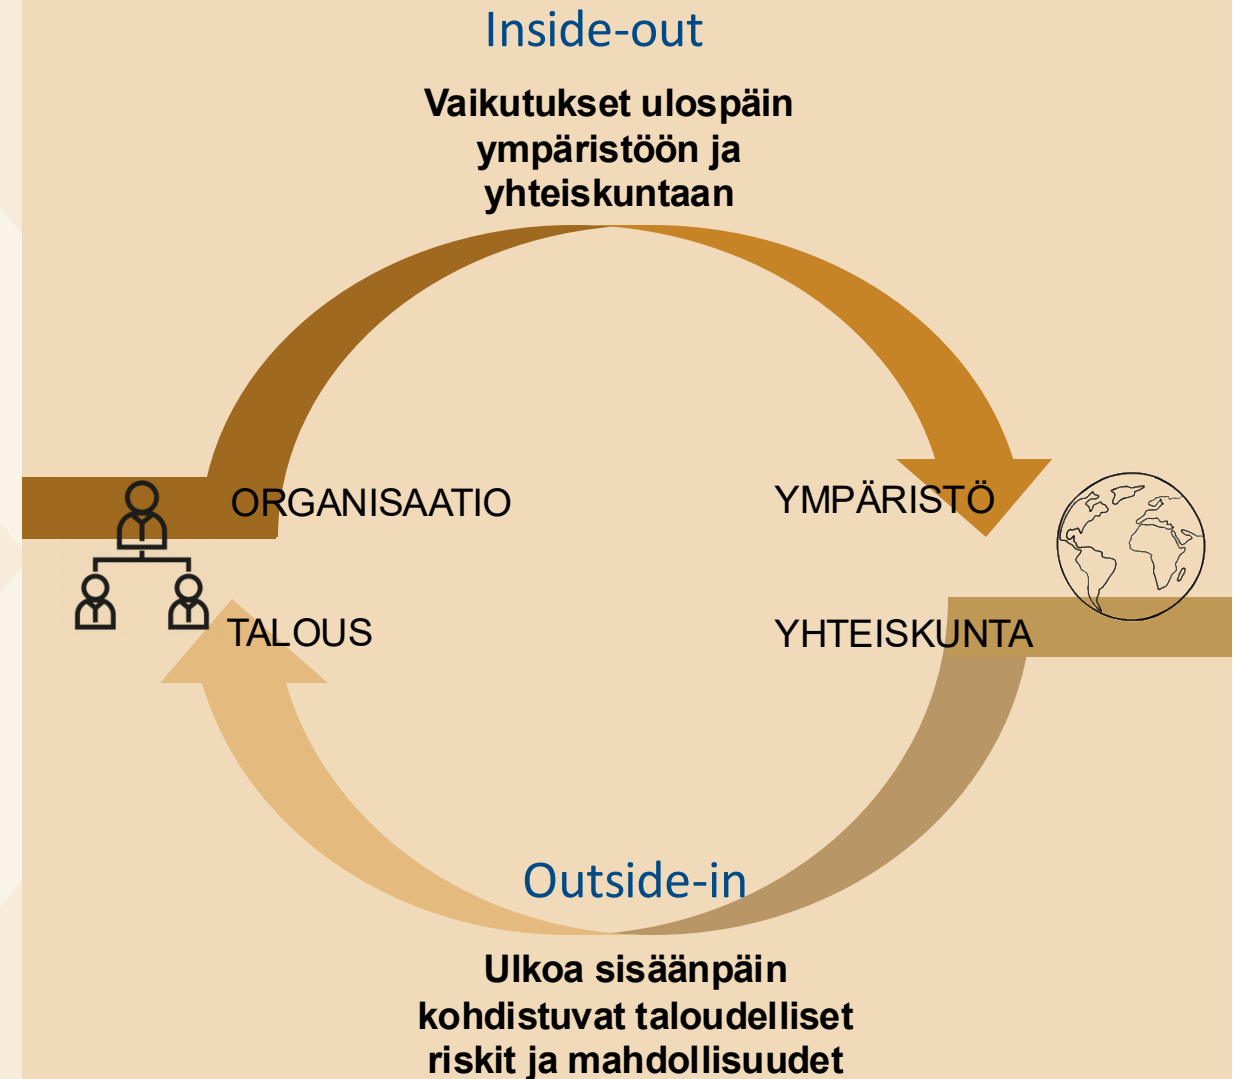 Inside-out
Vaikutukset ulospäin
ympäristöön ja
yhteiskuntaan
ORGANISAATIO
YMPÄRISTÖ
TALOUS
YHTEISKUNTA
Outside-in
Ulkoa sisäänpäin
kohdistuvat taloudelliset
riskit ja mahdollisuudet